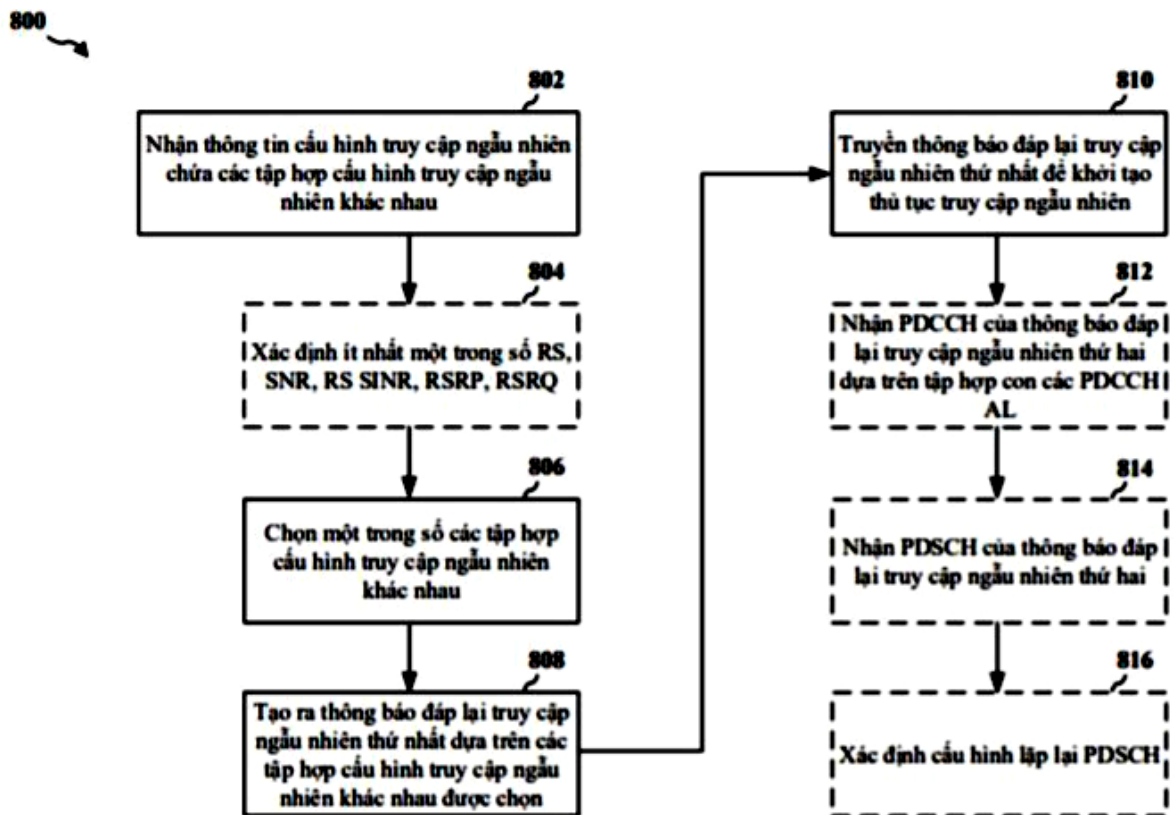 800
802
Nhận thông tin cấu hình truy cập ngẫu nhiên
chứa các tập hợp cấu hình truy cập ngẫu
nhiên khác nhau
804
Xác định ít nhất một trong số RS,
SNR, RS SINR, RSRP, RSRQ
806
Chọn một trong số các tập hợp
cấu hình truy cập ngẫu nhiên
khác nhau
808
Tạo ra thông báo đáp lại truy cập
ngẫu nhiên thứ nhất dựa trên các
tập hợp cấu hình truy cập ngẫu
nhiên khác nhau được chọn
810
Truyền thông báo đáp lại truy cập
ngẫu nhiên thứ nhất để khởi tạo
thủ tục truy cập ngẫu nhiên
812
Nhận PDCCH của thông báo đáp
lại truy cập ngẫu nhiên thứ hai
dựa trên tập hợp con các PDCCH
AL
814
Nhận PDSCH của thông báo đáp
lại truy cập ngẫu nhiên thứ hai
816
Xác định cấu hình lặp lại PDSCH